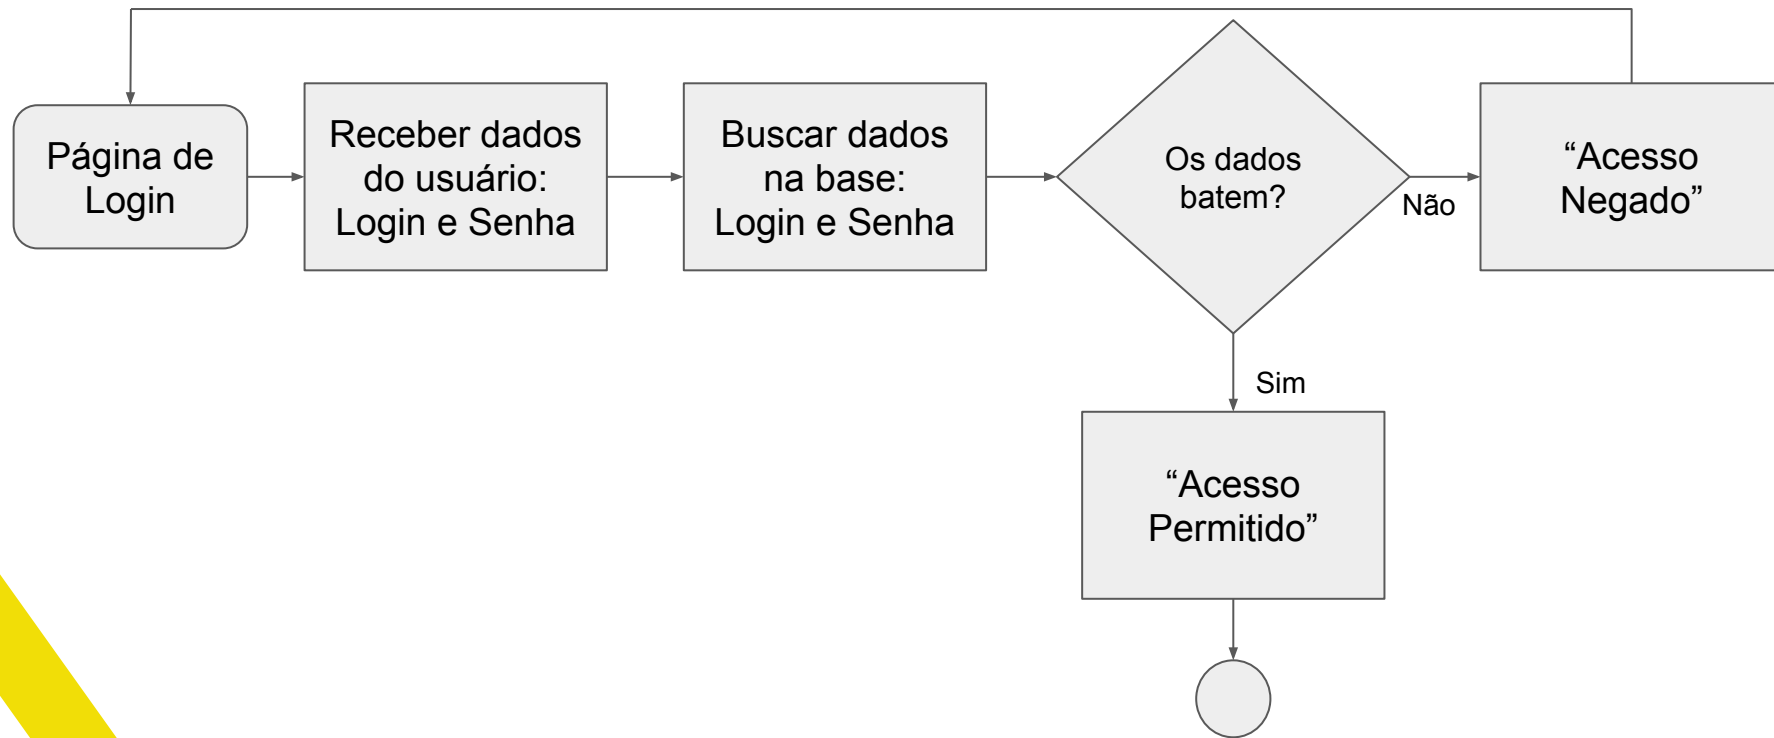 Página de
Login
Receber dados
do usuário:
Login e Senha
Buscar dados
na base:
Login e Senha
Os dados
batem?
Não
“Acesso
Negado”
Sim
“Acesso
Permitido”